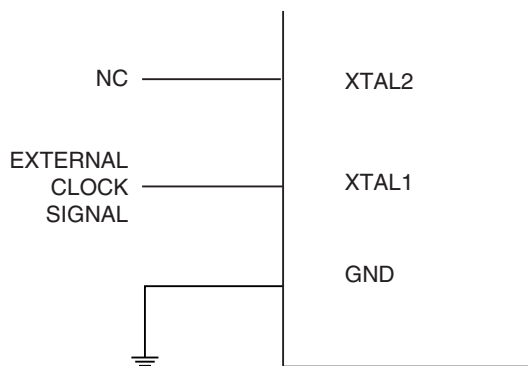 NC
XTAL2
EXTERNAL
CLOCK
SIGNAL
XTAL1
GND